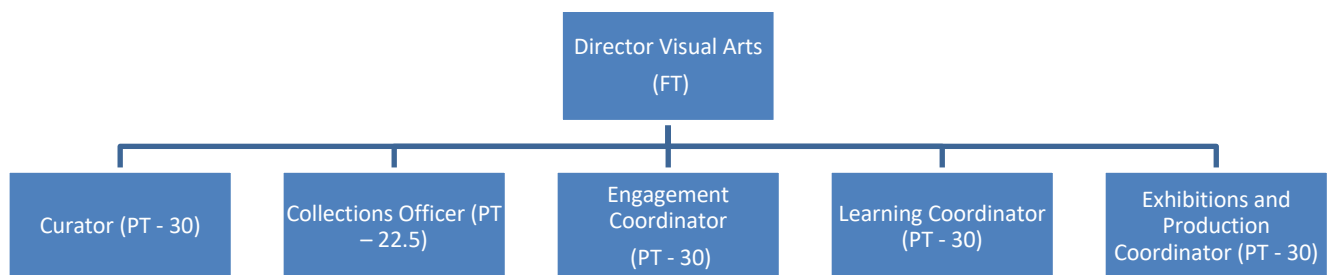 Director Visual Arts
(FT)
Curator (PT - 30)
Collections Officer (PT
– 22.5)
Engagement
Coordinator
(PT - 30)
Learning Coordinator
(PT - 30)
Exhibitions and
Production
Coordinator (PT - 30)